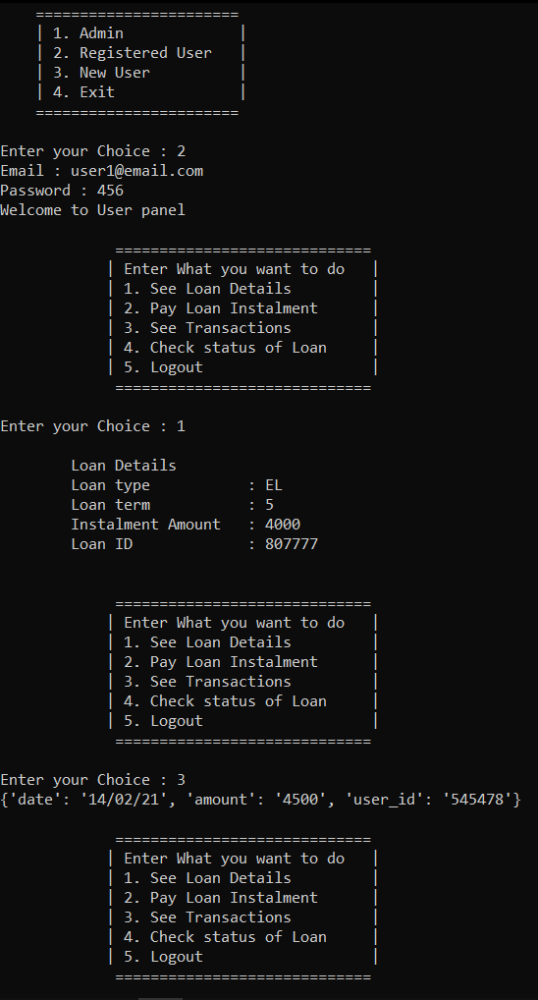 =======================
| 1. Admin             |
| 2. Registered User   |
| 3. New User          |
| 4. Exit              |
=======================
Enter your Choice : 2
Email : user1@email.com
Password : 456
Welcome to User panel
=============================
| Enter What you want to do   |
| 1. See Loan Details         |
| 2. Pay Loan Instalment      |
| 3. See Transactions         |
| 4. Check status of Loan     |
| 5. Logout                   |
=============================
Enter your Choice : 1
Loan Details
Loan type           : EL
Loan term           : 5
Instalment Amount   : 4000
Loan ID             : 807777
=============================
| Enter What you want to do   |
| 1. See Loan Details         |
| 2. Pay Loan Instalment      |
| 3. See Transactions         |
| 4. Check status of Loan     |
| 5. Logout                   |
=============================
Enter your Choice : 3
{'date': '14/02/21', 'amount': '4500', 'user_id': '545478'}
=============================
| Enter What you want to do   |
| 1. See Loan Details         |
| 2. Pay Loan Instalment      |
| 3. See Transactions         |
| 4. Check status of Loan     |
| 5. Logout                   |
=============================